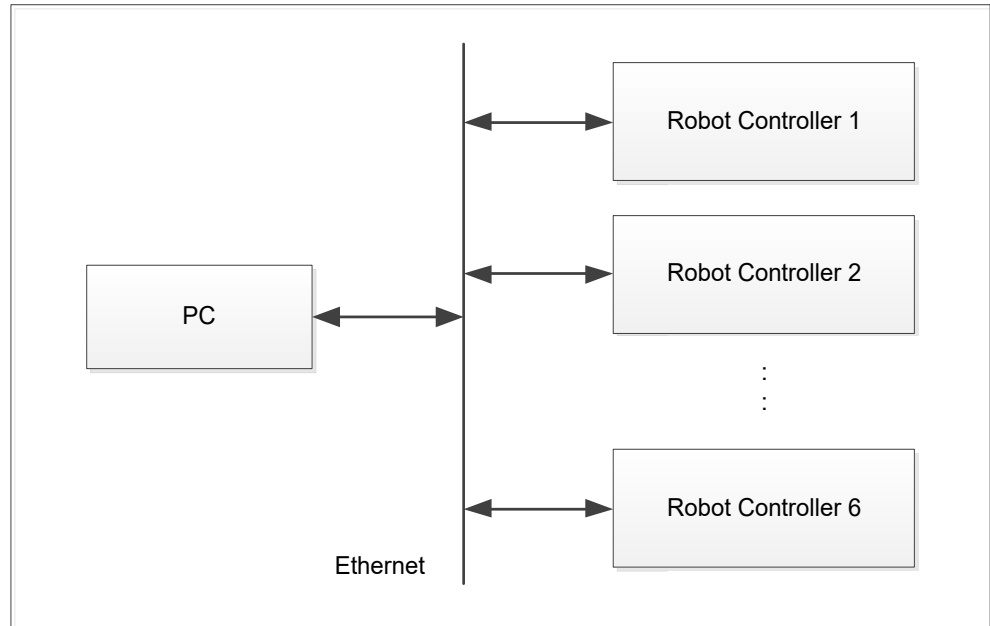 Robot Controller 1
Robot Controller 2
PC
:
:
Robot Controller 6
Ethernet